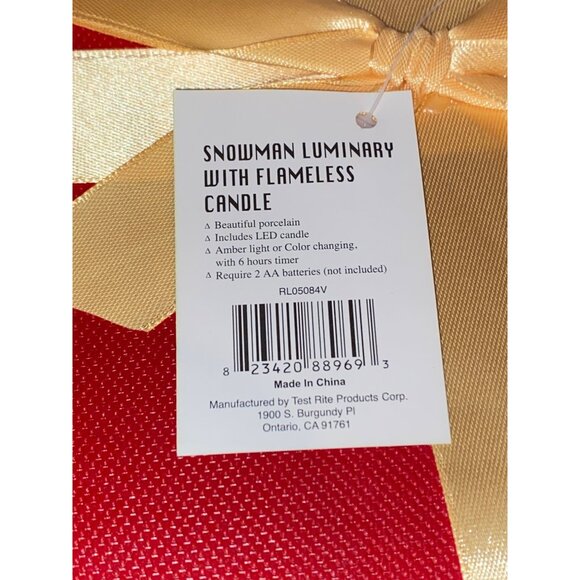 SNOWMAN LUMINARY
WITH FLAMELESS
CANDLE
▵ Beautiful porcelain
▵ Includes LED candle
▵ Amber light or Color changing,
with 6 hours timer
▵ Require 2 AA batteries (not included)
RL05084V
8 23420 88969 3
Made In China
Manufactured by Test Rite Products Corp.
1900 S. Burgundy Pl
Ontario, CA 91761